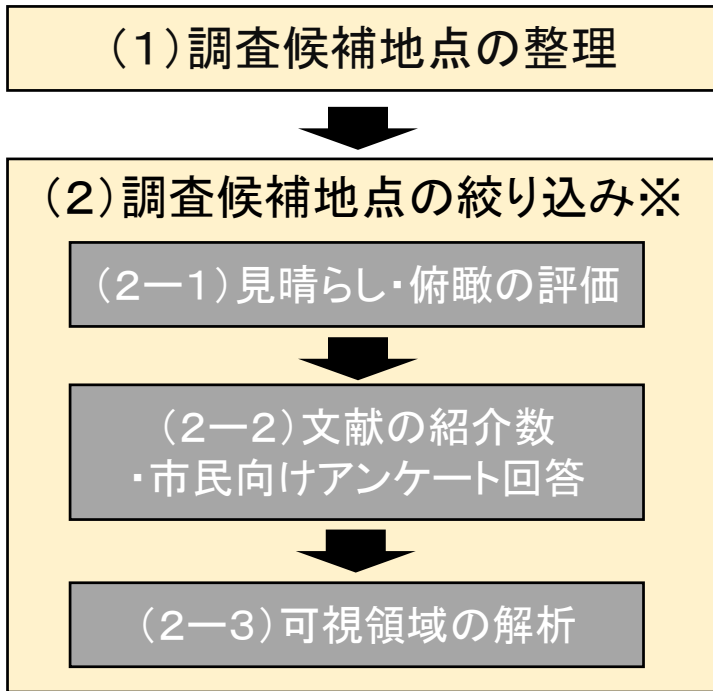 (1)調査候補地点の整理
(2)調査候補地点の絞り込み※
(2ー1)見晴らし・俯瞰の評価
(2ー2)文献の紹介数
・市民向けアンケート回答
(2ー3)可視領域の解析